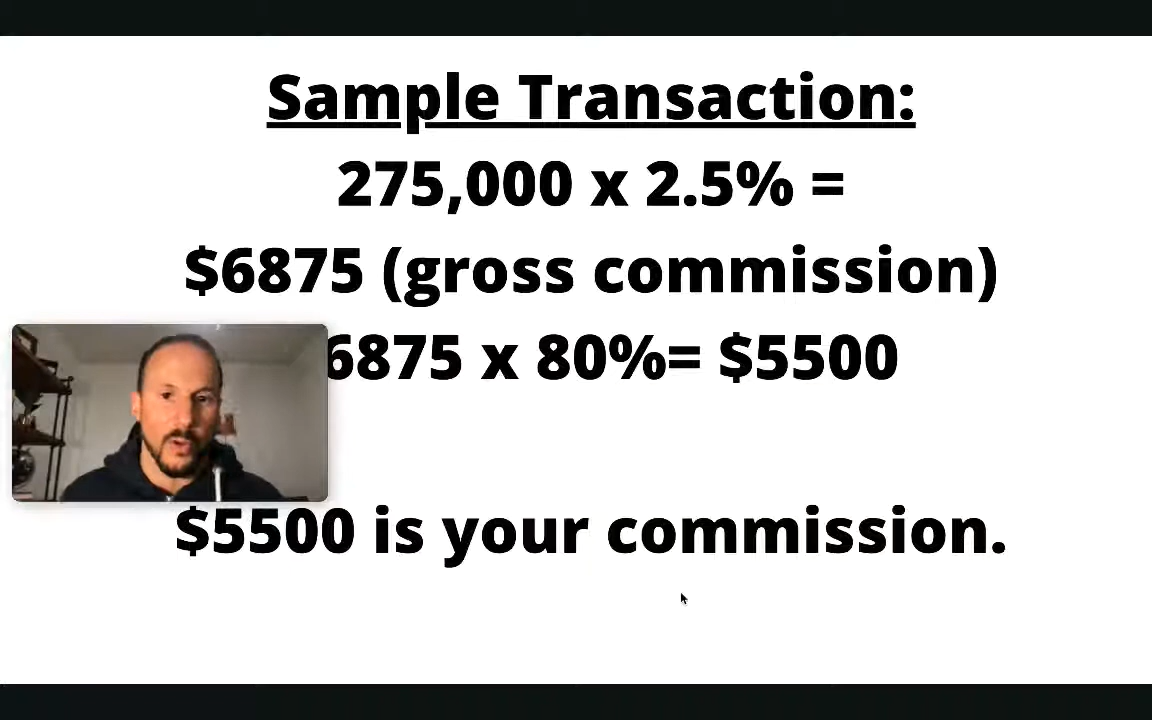 Sample Transaction:
275,000 x 2.5% =
$6875 (gross commission)
6875 x 80%= $5500
$5500 is your commission.